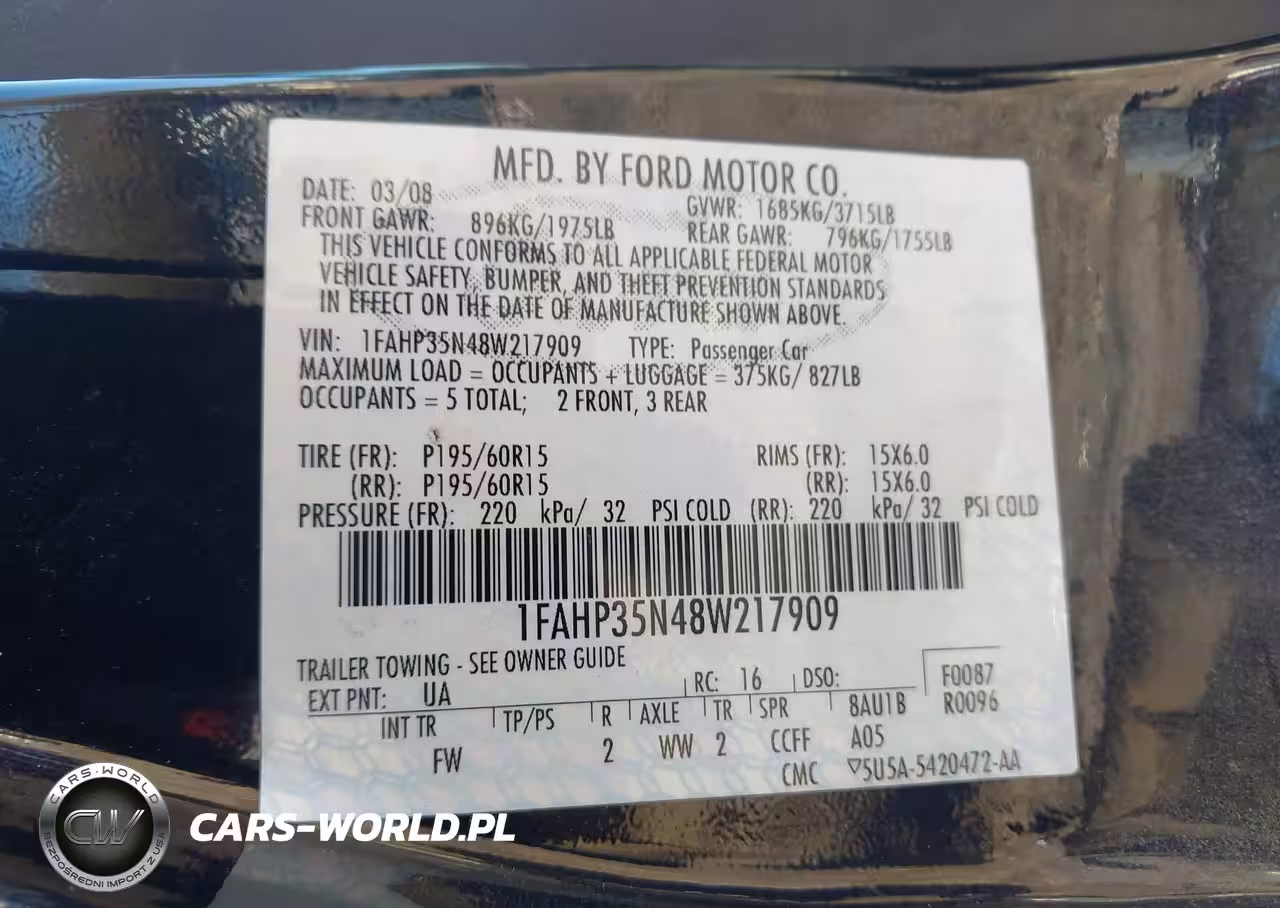 MFD. BY FORD MOTOR CO.
DATE: 03/08 GVWR: 1685KG/3715LB
FRONT GAWR: 896KG/1975LB REAR GAWR: 796KG/1755LB
THIS VEHICLE CONFORMS TO ALL APPLICABLE FEDERAL MOTOR
VEHICLE SAFETY, BUMPER, AND THEFT PREVENTION STANDARDS
IN EFFECT ON THE DATE OF MANUFACTURE SHOWN ABOVE.
VIN: 1FAHP35N48W217909 TYPE: Passenger Car
MAXIMUM LOAD = OCCUPANTS + LUGGAGE = 375KG/ 827LB
OCCUPANTS = 5 TOTAL; 2 FRONT, 3 REAR
TIRE (FR): P195/60R15 RIMS (FR): 15X6.0
(RR): P195/60R15 (RR): 15X6.0
PRESSURE (FR): 220 kPa/ 32 PSI COLD (RR): 220 kPa/ 32 PSI COLD
1FAHP35N48W217909
TRAILER TOWING - SEE OWNER GUIDE
EXT PNT: UA RC: 16 DSO: F0087
INT TR TP/PS R AXLE TR SPR 8AU1B R0096
FW 2 WW 2 CCFF A05
CMC ▽5U5A-5420472-AA
CARS-WORLD
CW
BEZPOŚREDNI IMPORT Z USA
CARS-WORLD.PL